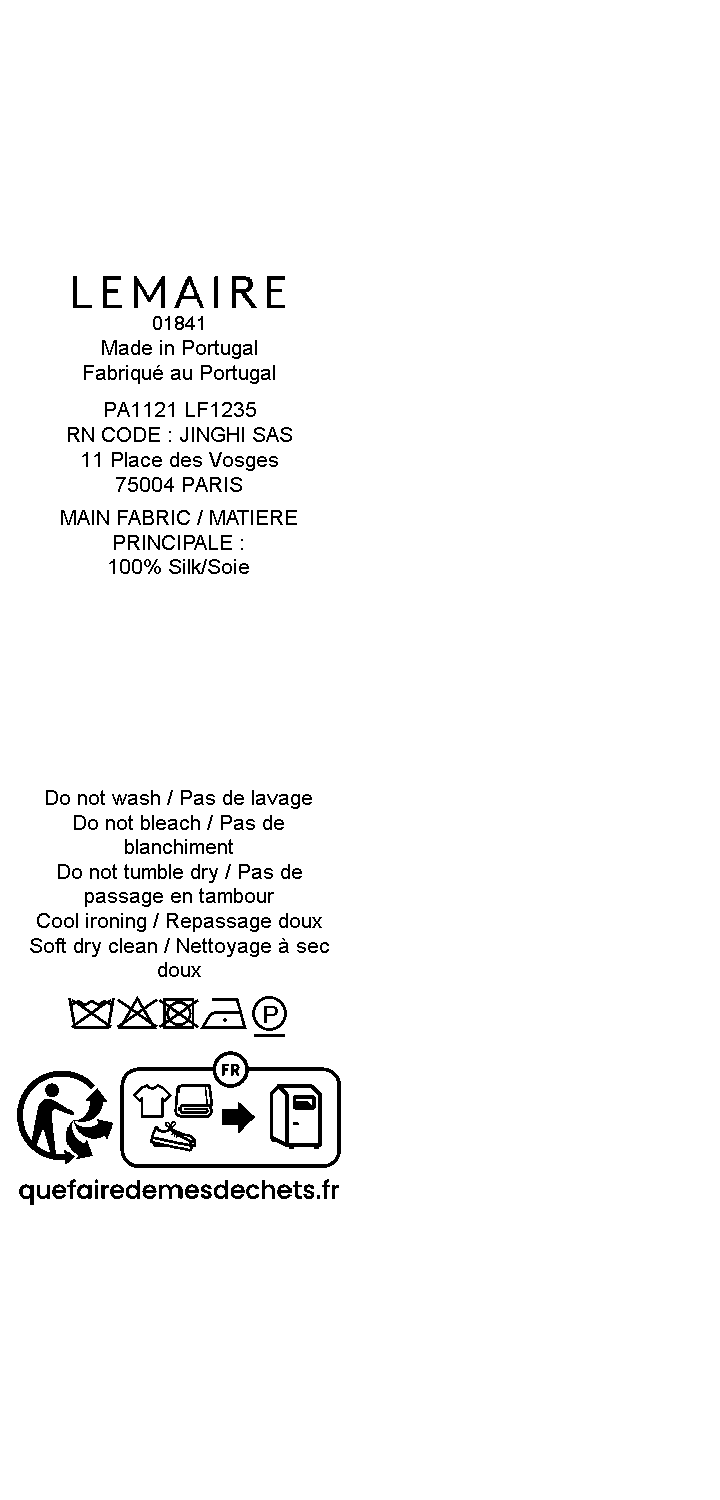 LEMAIRE
01841
Made in Portugal
Fabriqué au Portugal
PA1121 LF1235
RN CODE : JINGHI SAS
11 Place des Vosges
75004 PARIS
MAIN FABRIC / MATIERE
PRINCIPALE :
100% Silk/Soie
Do not wash / Pas de lavage
Do not bleach / Pas de
blanchiment
Do not tumble dry / Pas de
passage en tambour
Cool ironing / Repassage doux
Soft dry clean / Nettoyage à sec
doux
P
FR
quefairedemesdechets.fr